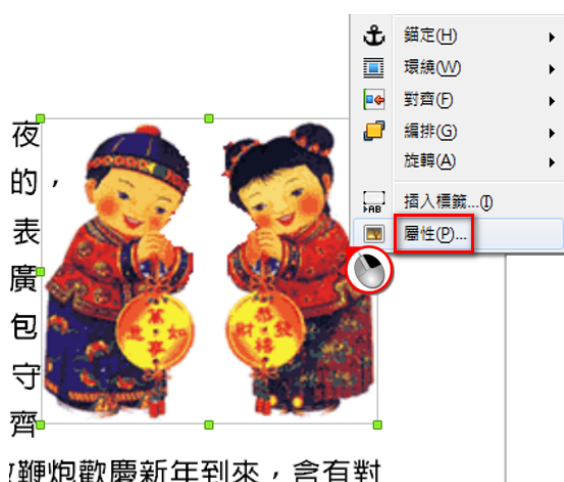 錨定(H)
環繞(W)
對齊(F)
編排(G)
旋轉(A)
插入標籤...(I)
屬性(P)...
夜
的，
表
廣
包
守
齊
鞭炮歡慶新年到來，含有對
萬事如意
恭禧發財